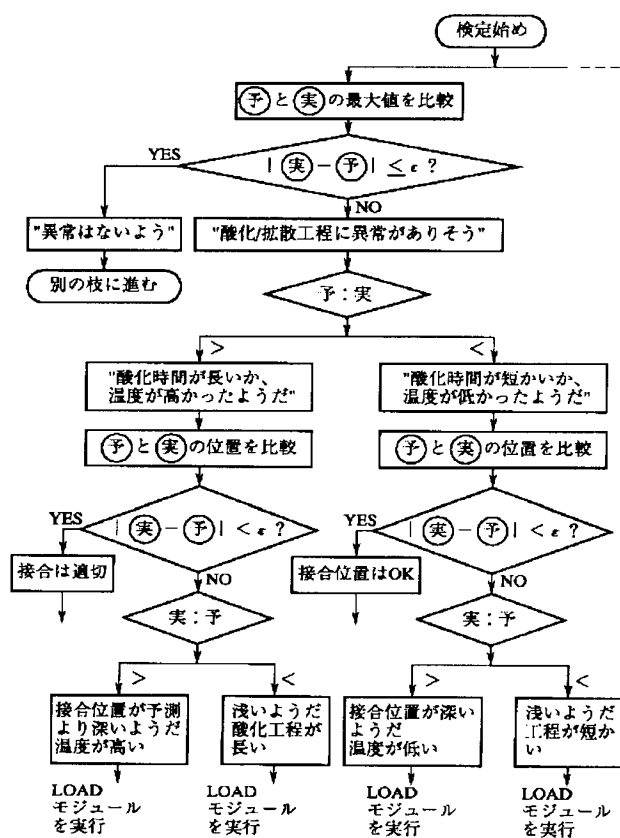 検定始め
予と実の最大値を比較
|実－予| ≦ ε ?
YES
NO
"異常はないよう"
"酸化/拡散工程に異常がありそう"
別の枝に進む
予：実
＞
＜
"酸化時間が長いか、
温度が高かったようだ"
"酸化時間が短かいか、
温度が低かったようだ"
予と実の位置を比較
予と実の位置を比較
|実－予| < ε ?
YES
NO
|実－予| < ε ?
YES
NO
接合は適切
接合位置はOK
実：予
実：予
＞
＜
＞
＜
接合位置が予測
より深いようだ
温度が高い
浅いようだ
酸化工程が
長い
接合位置が深い
ようだ
温度が低い
浅いようだ
工程が短か
い
LOAD
モジュール
を実行
LOAD
モジュール
を実行
LOAD
モジュール
を実行
LOAD
モジュール
を実行